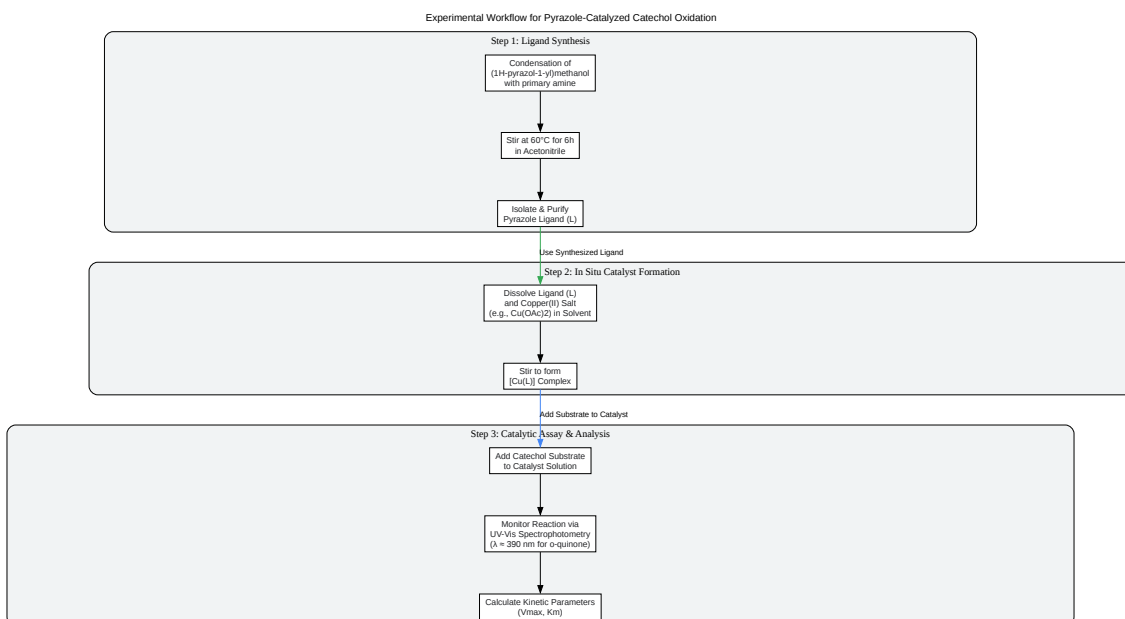 Experimental Workflow for Pyrazole-Catalyzed Catechol Oxidation
Step 1: Ligand Synthesis
Condensation of
(1H-pyrazol-1-yl)methanol
with primary amine
Stir at 60°C for 6h
in Acetonitrile
Isolate & Purify
Pyrazole Ligand (L)
Use Synthesized Ligand
Step 2: In Situ Catalyst Formation
Dissolve Ligand (L)
and Copper(II) Salt
(e.g., Cu(OAc)2) in Solvent
Stir to form
[Cu(L)] Complex
Add Substrate to Catalyst
Step 3: Catalytic Assay & Analysis
Add Catechol Substrate
to Catalyst Solution
Monitor Reaction via
UV-Vis Spectrophotometry
(λ ≈ 390 nm for o-quinone)
Calculate Kinetic Parameters
(Vmax, Km)